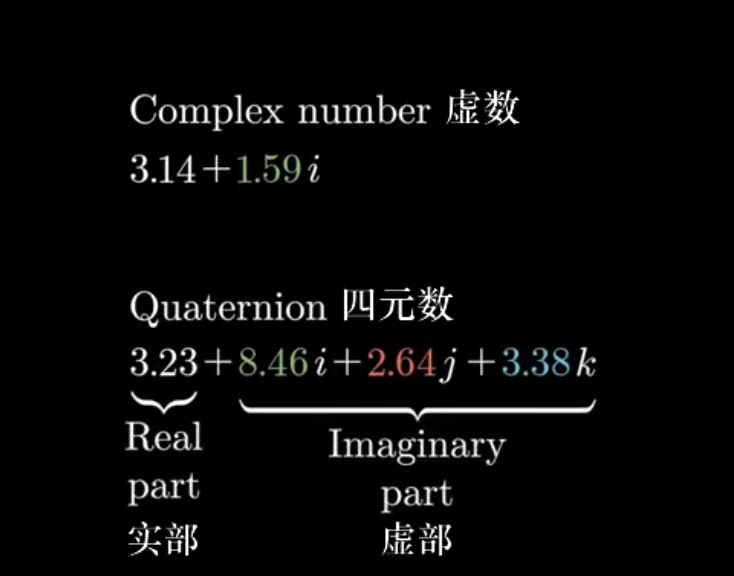 Complex number 虚数
3.14+1.59i
Quaternion 四元数
3.23+8.46i+2.64j+3.38k
Real
part
实部
Imaginary
part
虚部